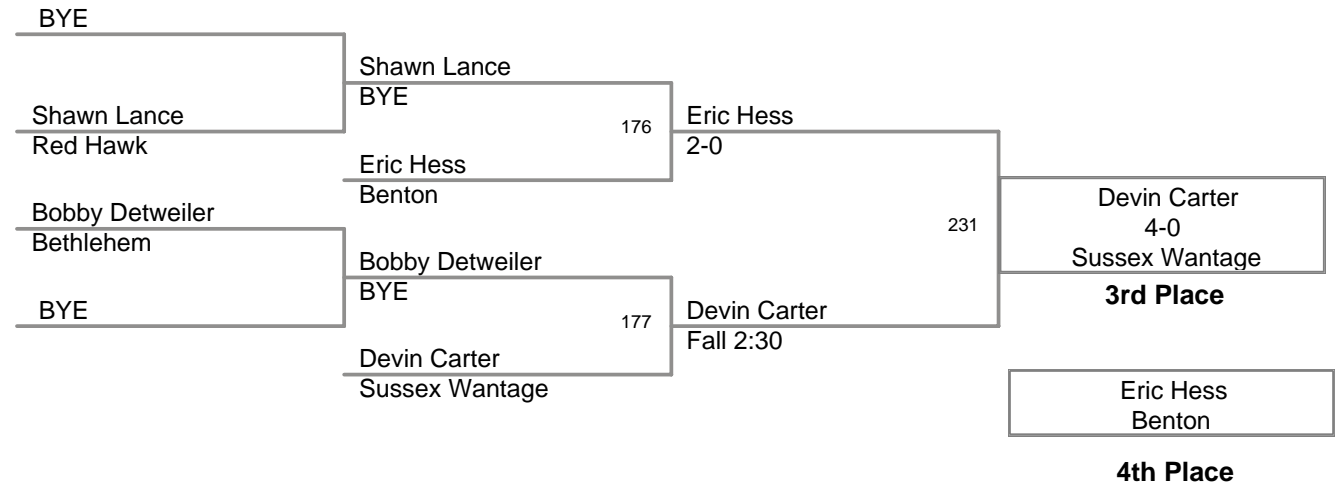 BYE
Shawn Lance
BYE
Shawn Lance
Red Hawk
176
Eric Hess
2-0
Eric Hess
Benton
Bobby Detweiler
Bethlehem
231
Devin Carter
4-0
Sussex Wantage
3rd Place
Bobby Detweiler
BYE
BYE
177
Devin Carter
Fall 2:30
Devin Carter
Sussex Wantage
Eric Hess
Benton
4th Place